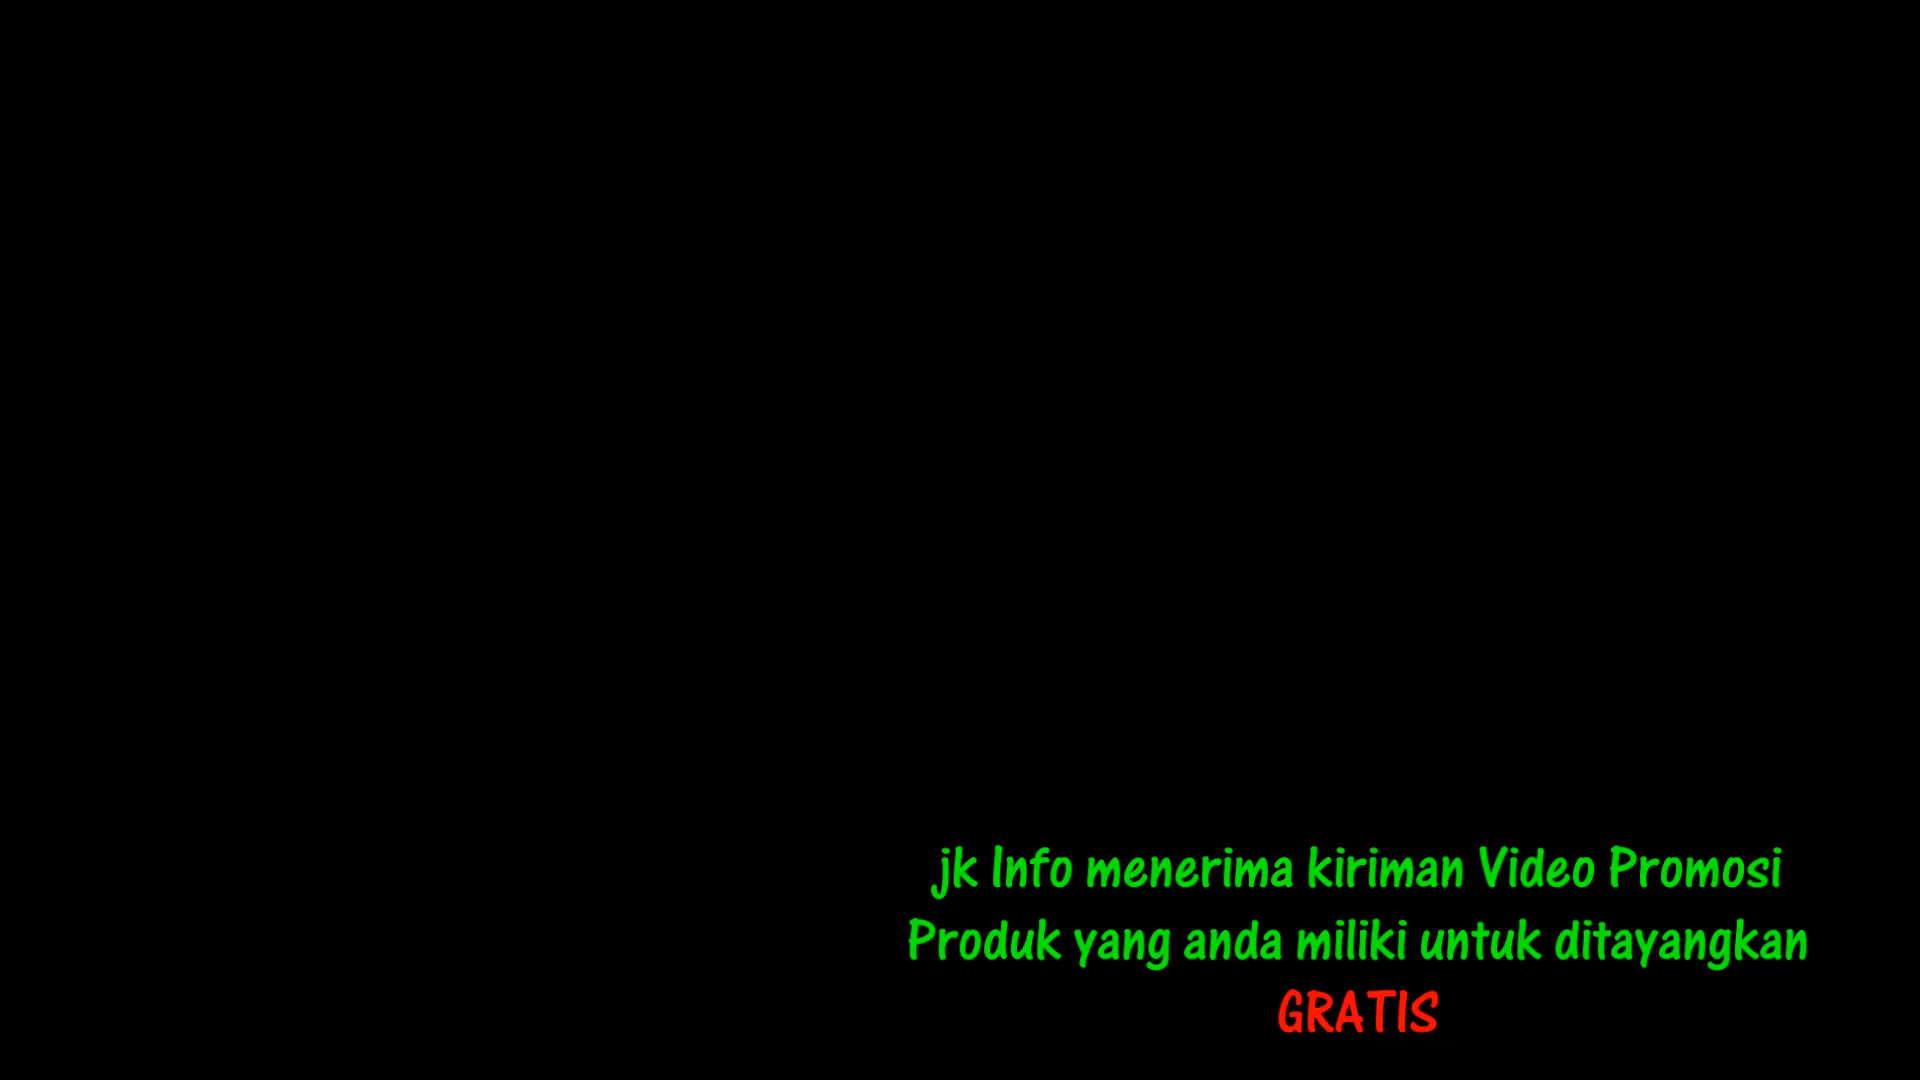 jk Info menerima kiriman Video Promosi
Produk yang anda miliki untuk ditayangkan
GRATIS